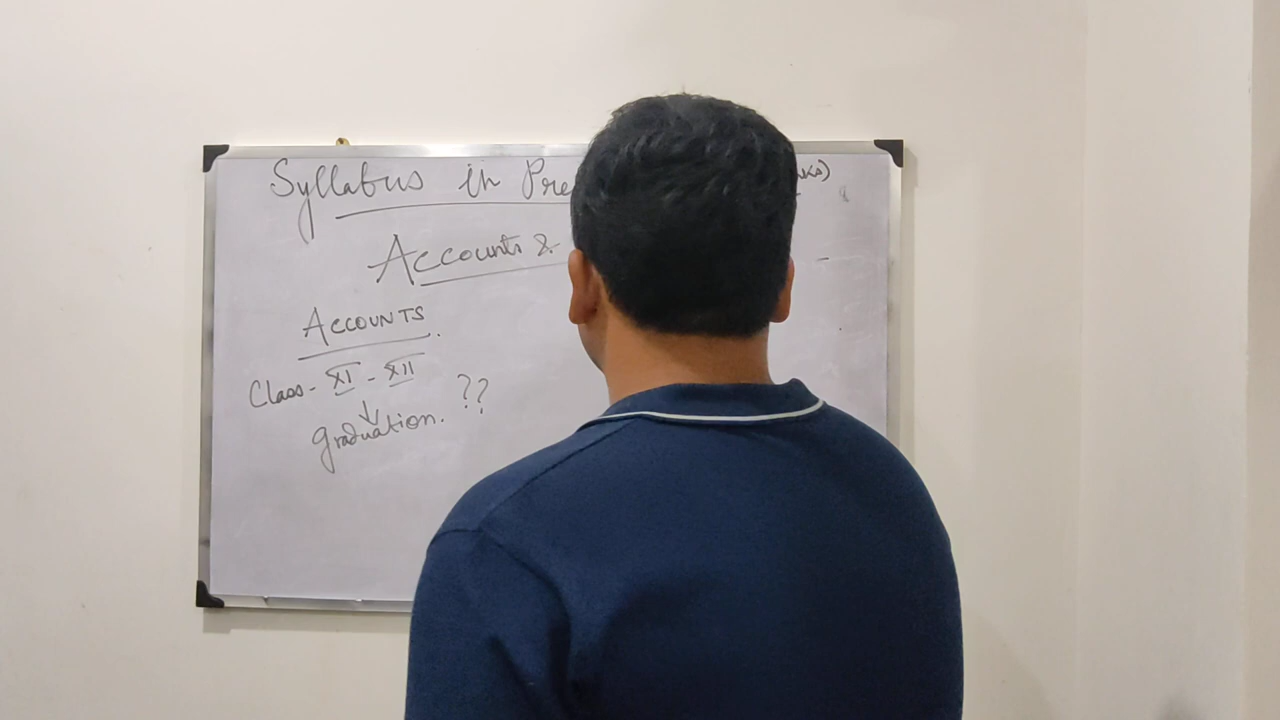 Syllabus in Pre
Accounts &
ACCOUNTS
Class - XI - XII
↓
graduation. ??